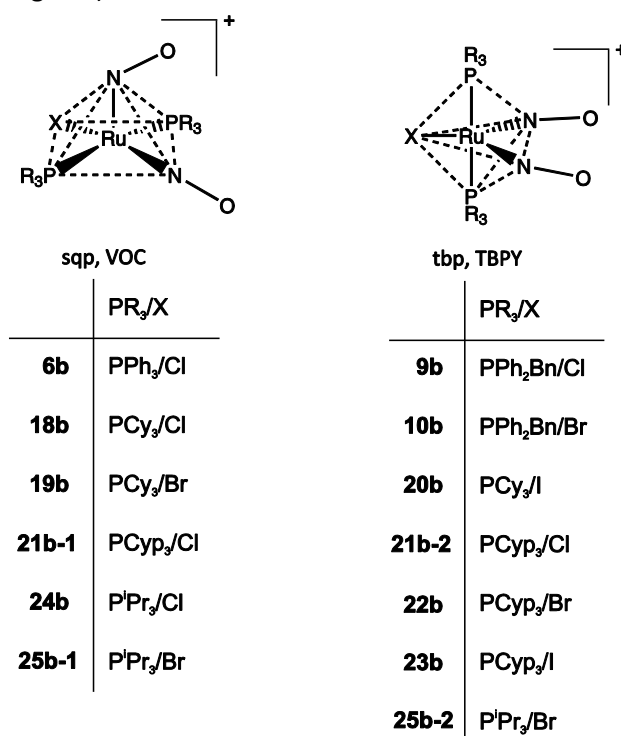 +
O
N
X PR₃
Ru
R₃P N
O
sqp, VOC
PR₃/X
6b PPh₃/Cl
18b PCy₃/Cl
19b PCy₃/Br
21b-1 PCyp₃/Cl
24b PⁱPr₃/Cl
25b-1 PⁱPr₃/Br
R₃
P
+
N O
X Ru
N O
P
R₃
tbp, TBPY
PR₃/X
9b PPh₂Bn/Cl
10b PPh₂Bn/Br
20b PCy₃/I
21b-2 PCyp₃/Cl
22b PCyp₃/Br
23b PCyp₃/I
25b-2 PⁱPr₃/Br